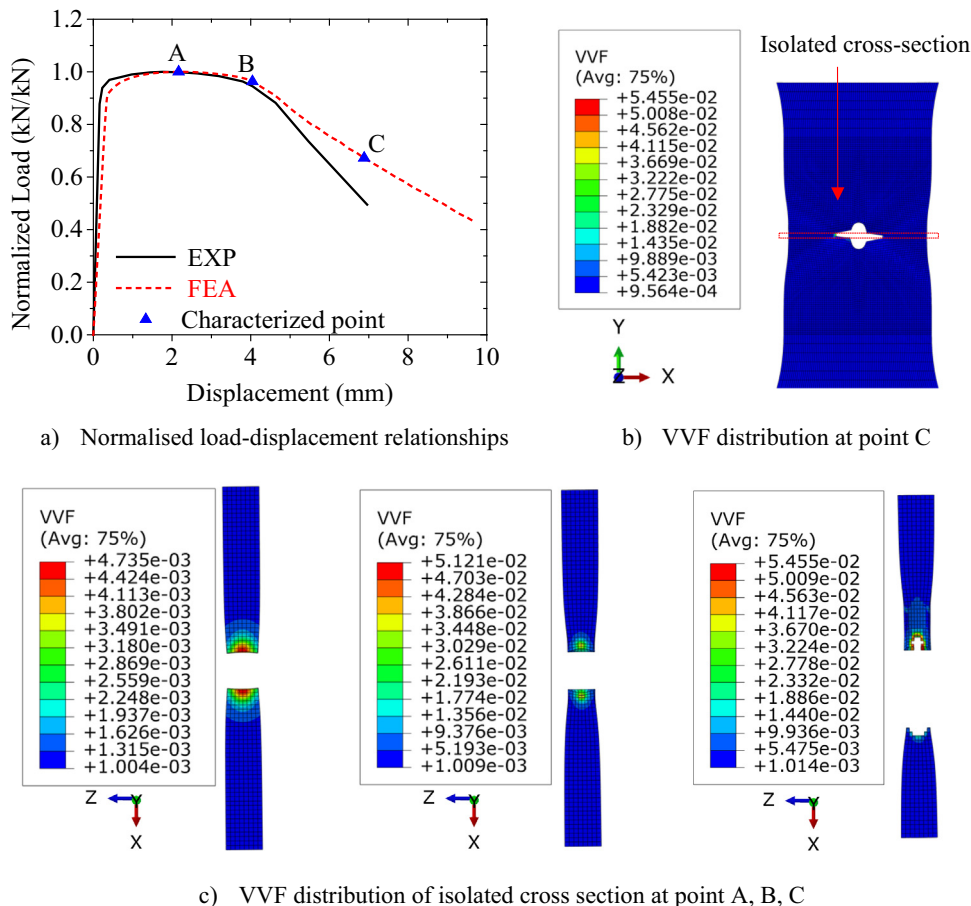 1.2
1.0
0.8
0.6
0.4
0.2
0.0
Normalized Load (kN/kN)
A
B
C
EXP
FEA
Characterized point
0 2 4 6 8 10
Displacement (mm)
a) Normalised load-displacement relationships
VVF
(Avg: 75%)
+5.455e-02
+5.008e-02
+4.562e-02
+4.115e-02
+3.669e-02
+3.222e-02
+2.775e-02
+2.329e-02
+1.882e-02
+1.435e-02
+9.889e-03
+5.423e-03
+9.564e-04
Y
Z X
Isolated cross-section
b) VVF distribution at point C
VVF
(Avg: 75%)
+4.735e-03
+4.424e-03
+4.113e-03
+3.802e-03
+3.491e-03
+3.180e-03
+2.869e-03
+2.559e-03
+2.248e-03
+1.937e-03
+1.626e-03
+1.315e-03
+1.004e-03
Z Y
X
VVF
(Avg: 75%)
+5.121e-02
+4.703e-02
+4.284e-02
+3.866e-02
+3.448e-02
+3.029e-02
+2.611e-02
+2.193e-02
+1.774e-02
+1.356e-02
+9.376e-03
+5.193e-03
+1.009e-03
Z Y
X
VVF
(Avg: 75%)
+5.455e-02
+5.009e-02
+4.563e-02
+4.117e-02
+3.670e-02
+3.224e-02
+2.778e-02
+2.332e-02
+1.886e-02
+1.440e-02
+9.936e-03
+5.475e-03
+1.014e-03
Z Y
X
c) VVF distribution of isolated cross section at point A, B, C